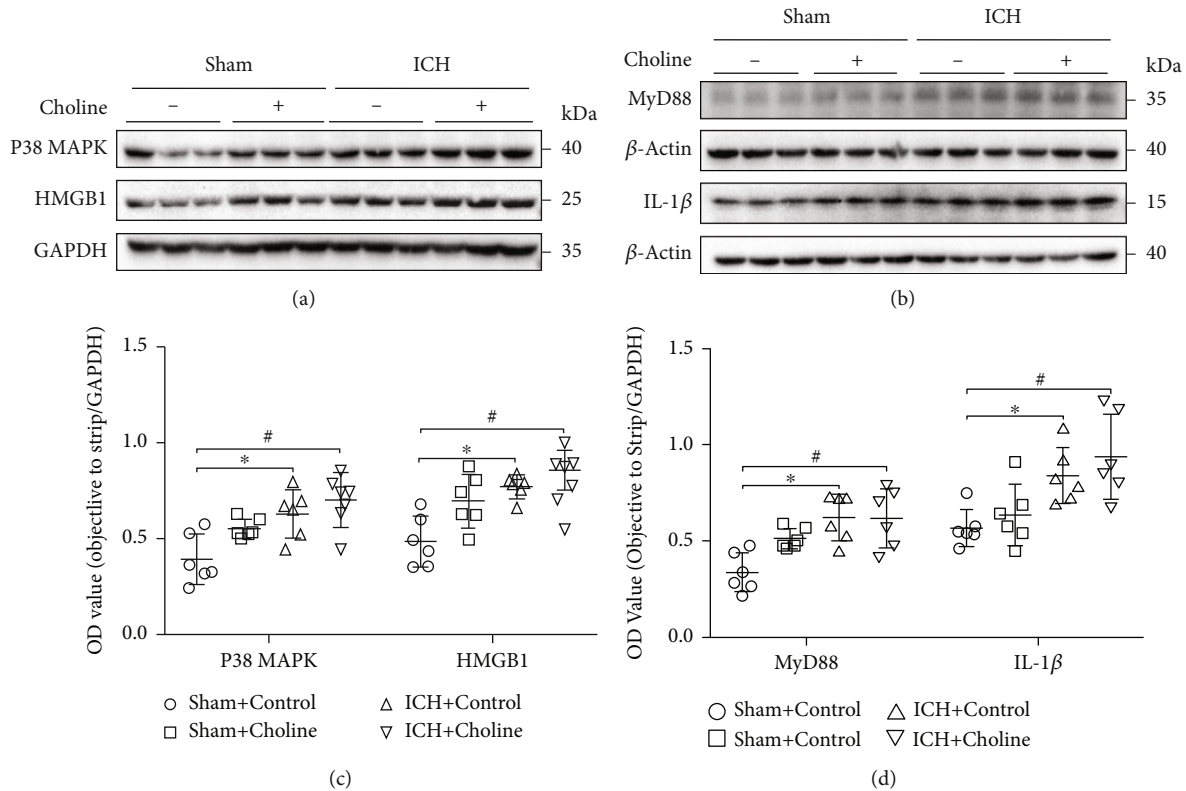 Sham ICH
Choline – + – + kDa
P38 MAPK 40
HMGB1 25
GAPDH 35
(a)
Sham ICH
Choline – + – + kDa
MyD88 35
β-Actin 40
IL-1β 15
β-Actin 40
(b)
OD value (objectlive to strip/GAPDH)
1.5
1.0
0.5
0.0
# *
# *
P38 MAPK HMGB1
Sham+Control ICH+Control
Sham+Choline ICH+Choline
(c)
OD Value (Objective to Strip/GAPDH)
1.5
1.0
0.5
0.0
# *
# *
MyD88 IL-1β
Sham+Control ICH+Control
Sham+Control ICH+Choline
(d)